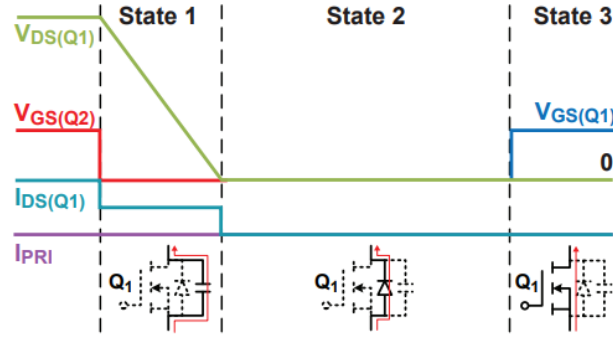 State 1 State 2 State 3
VDS(Q1)
VGS(Q2) VGS(Q1)
0
IDS(Q1)
IPRI
Q1 Q1 Q1